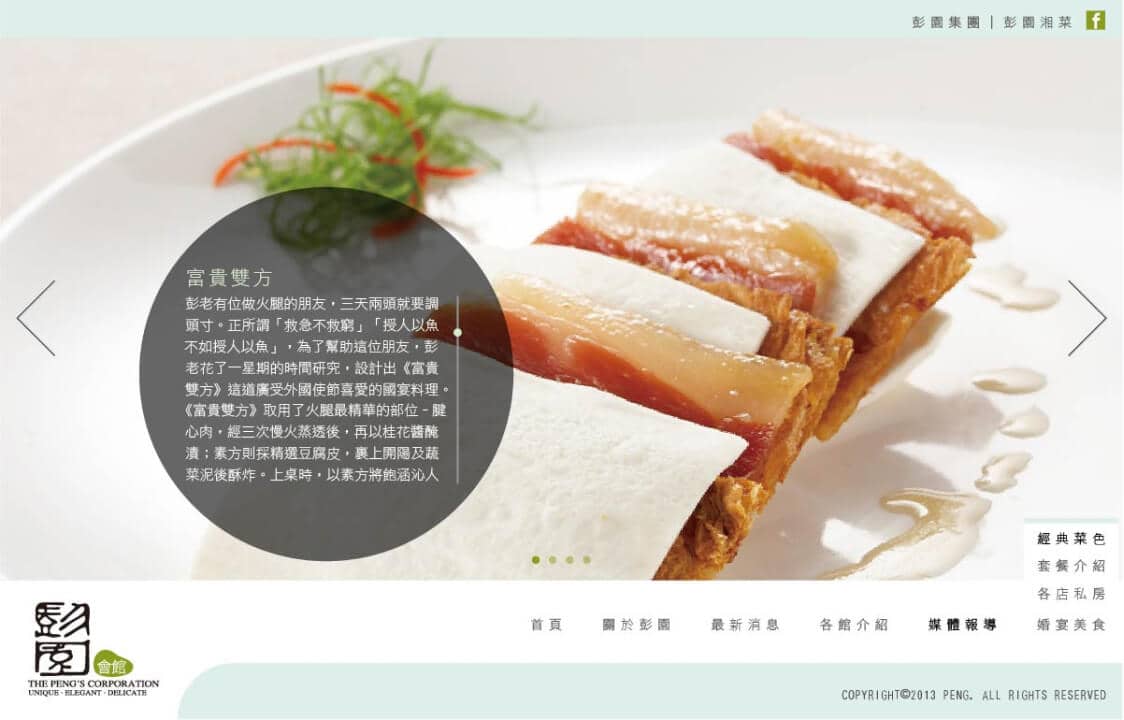 彭園集團 | 彭園湘菜 f
富貴雙方
彭老有位做火腿的朋友，三天兩頭就要調
頭寸。正所謂「救急不救窮」「授人以魚
不如授人以魚」，為了幫助這位朋友，彭
老花了一星期的時間研究，設計出《富貴
雙方》這道廣受外國使節喜愛的國宴料理。
《富貴雙方》取用了火腿最精華的部位－腱
心肉，經三次慢火蒸透後，再以桂花醬醃
漬；素方則採精選豆腐皮，裹上開陽及蔬
菜泥後酥炸。上桌時，以素方將飽涵沁人
經典菜色
套餐介紹
各店私房
首頁 關於彭園 最新消息 各館介紹 媒體報導 婚宴美食
彭園
會館
THE PENG'S CORPORATION
UNIQUE · ELEGANT · DELICATE
COPYRIGHT©2013 PENG. ALL RIGHTS RESERVED